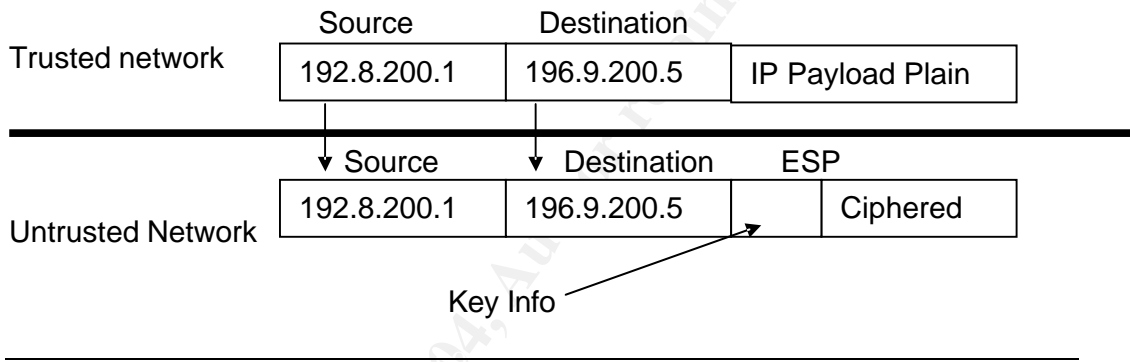 Source Destination
Trusted network
192.8.200.1 196.9.200.5 IP Payload Plain
Source Destination ESP
192.8.200.1 196.9.200.5 Ciphered
Untrusted Network
Key Info